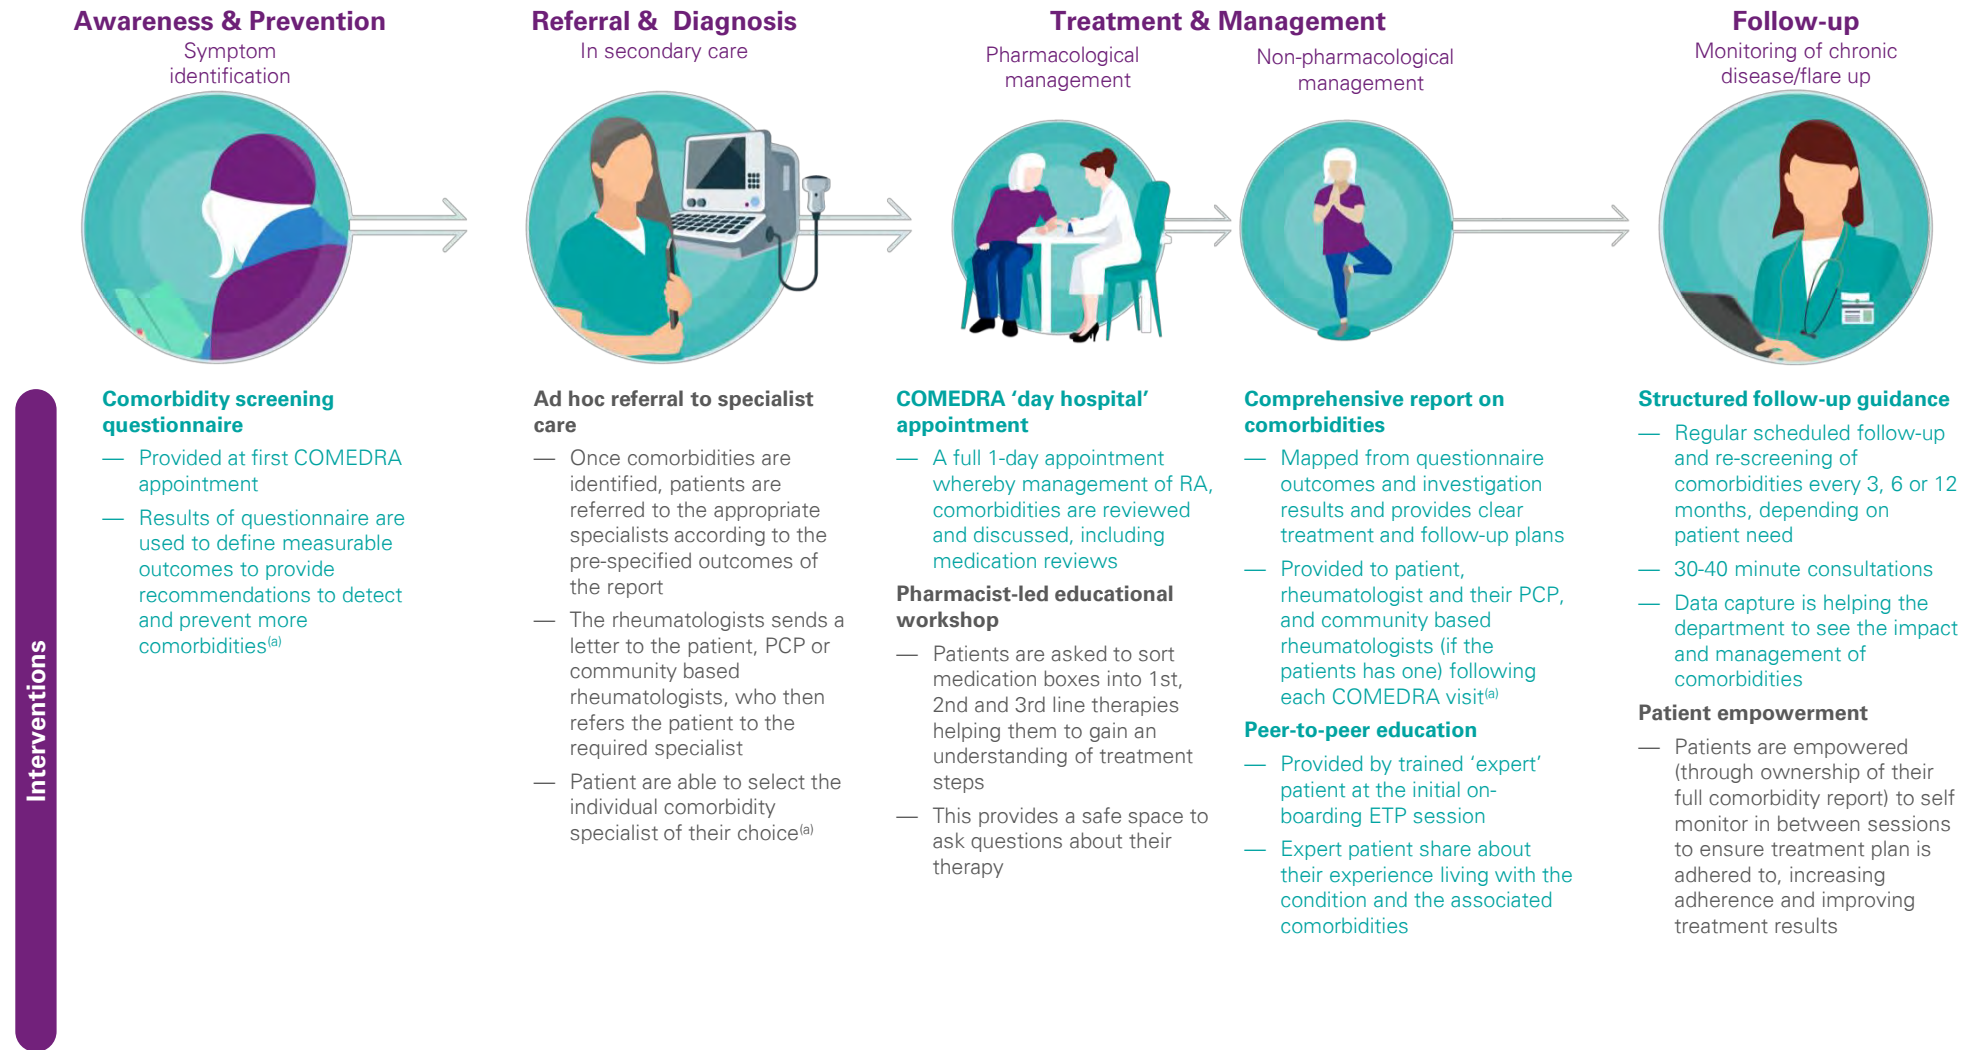 Awareness & Prevention
Symptom
identification
Referral & Diagnosis
In secondary care
Treatment & Management
Pharmacological
management
Non-pharmacological
management
Follow-up
Monitoring of chronic
disease/flare up
Interventions
Comorbidity screening
questionnaire
— Provided at first COMEDRA
appointment
— Results of questionnaire are
used to define measurable
outcomes to provide
recommendations to detect
and prevent more
comorbidities(a)
Ad hoc referral to specialist
care
— Once comorbidities are
identified, patients are
referred to the appropriate
specialists according to the
pre-specified outcomes of
the report
— The rheumatologists sends a
letter to the patient, PCP or
community based
rheumatologists, who then
refers the patient to the
required specialist
— Patient are able to select the
individual comorbidity
specialist of their choice(a)
COMEDRA ‘day hospital’
appointment
— A full 1-day appointment
whereby management of RA,
comorbidities are reviewed
and discussed, including
medication reviews
Pharmacist-led educational
workshop
— Patients are asked to sort
medication boxes into 1st,
2nd and 3rd line therapies
helping them to gain an
understanding of treatment
steps
— This provides a safe space to
ask questions about their
therapy
Comprehensive report on
comorbidities
— Mapped from questionnaire
outcomes and investigation
results and provides clear
treatment and follow-up plans
— Provided to patient,
rheumatologist and their PCP,
and community based
rheumatologists (if the
patients has one) following
each COMEDRA visit(a)
Peer-to-peer education
— Provided by trained ‘expert’
patient at the initial on-
boarding ETP session
— Expert patient share about
their experience living with the
condition and the associated
comorbidities
Structured follow-up guidance
— Regular scheduled follow-up
and re-screening of
comorbidities every 3, 6 or 12
months, depending on
patient need
— 30-40 minute consultations
— Data capture is helping the
department to see the impact
and management of
comorbidities
Patient empowerment
— Patients are empowered
(through ownership of their
full comorbidity report) to self
monitor in between sessions
to ensure treatment plan is
adhered to, increasing
adherence and improving
treatment results